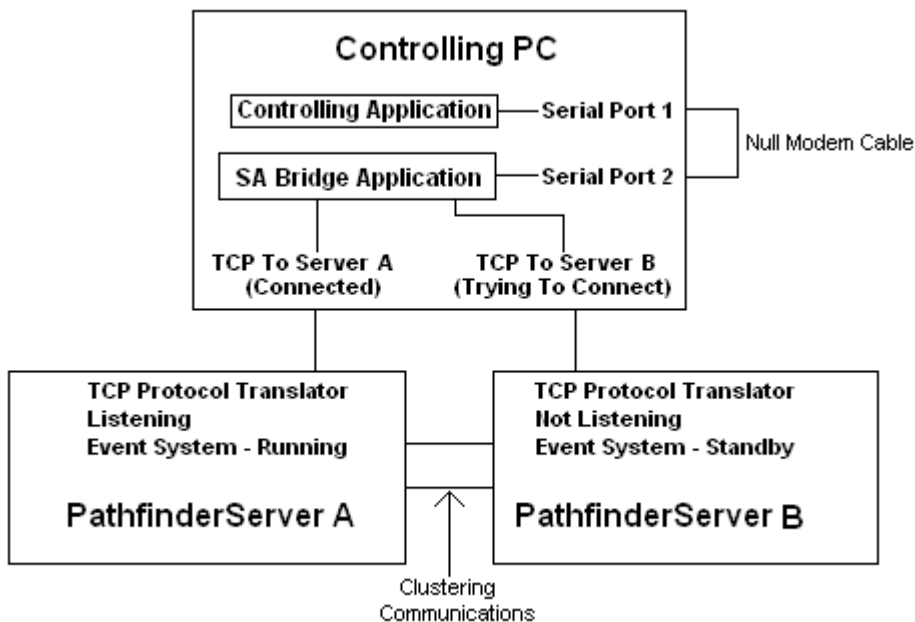 Controlling PC
Controlling Application
Serial Port 1
Null Modem Cable
SA Bridge Application
Serial Port 2
TCP To Server A
(Connected)
TCP To Server B
(Trying To Connect)
TCP Protocol Translator
Listening
Event System - Running
PathfinderServer A
TCP Protocol Translator
Not Listening
Event System - Standby
PathfinderServer B
Clustering
Communications